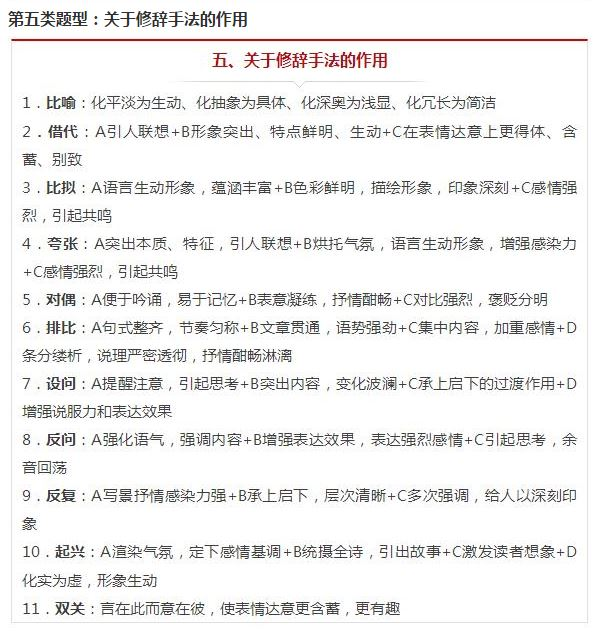 第五类题型：关于修辞手法的作用
五、关于修辞手法的作用
1．比喻：化平淡为生动、化抽象为具体、化深奥为浅显、化冗长为简洁
2．借代：A引人联想+B形象突出、特点鲜明、生动+C在表情达意上更得体、含
蓄、别致
3．比拟：A语言生动形象，蕴涵丰富+B色彩鲜明，描绘形象，印象深刻+C感情强
烈，引起共鸣
4．夸张：A突出本质、特征，引人联想+B烘托气氛，语言生动形象，增强感染力
+C感情强烈，引起共鸣
5．对偶：A便于吟诵，易于记忆+B表意凝练，抒情酣畅+C对比强烈，褒贬分明
6．排比：A句式整齐，节奏匀称+B文章贯通，语势强劲+C集中内容，加重感情+D
条分缕析，说理严密透彻，抒情酣畅淋漓
7．设问：A提醒注意，引起思考+B突出内容，变化波澜+C承上启下的过渡作用+D
增强说服力和表达效果
8．反问：A强化语气，强调内容+B增强表达效果，表达强烈感情+C引起思考，余
音回荡
9．反复：A写景抒情感染力强+B承上启下，层次清晰+C多次强调，给人以深刻印
象
10．起兴：A渲染气氛，定下感情基调+B统摄全诗，引出故事+C激发读者想象+D
化实为虚，形象生动
11．双关：言在此而意在彼，使表情达意更含蓄，更有趣